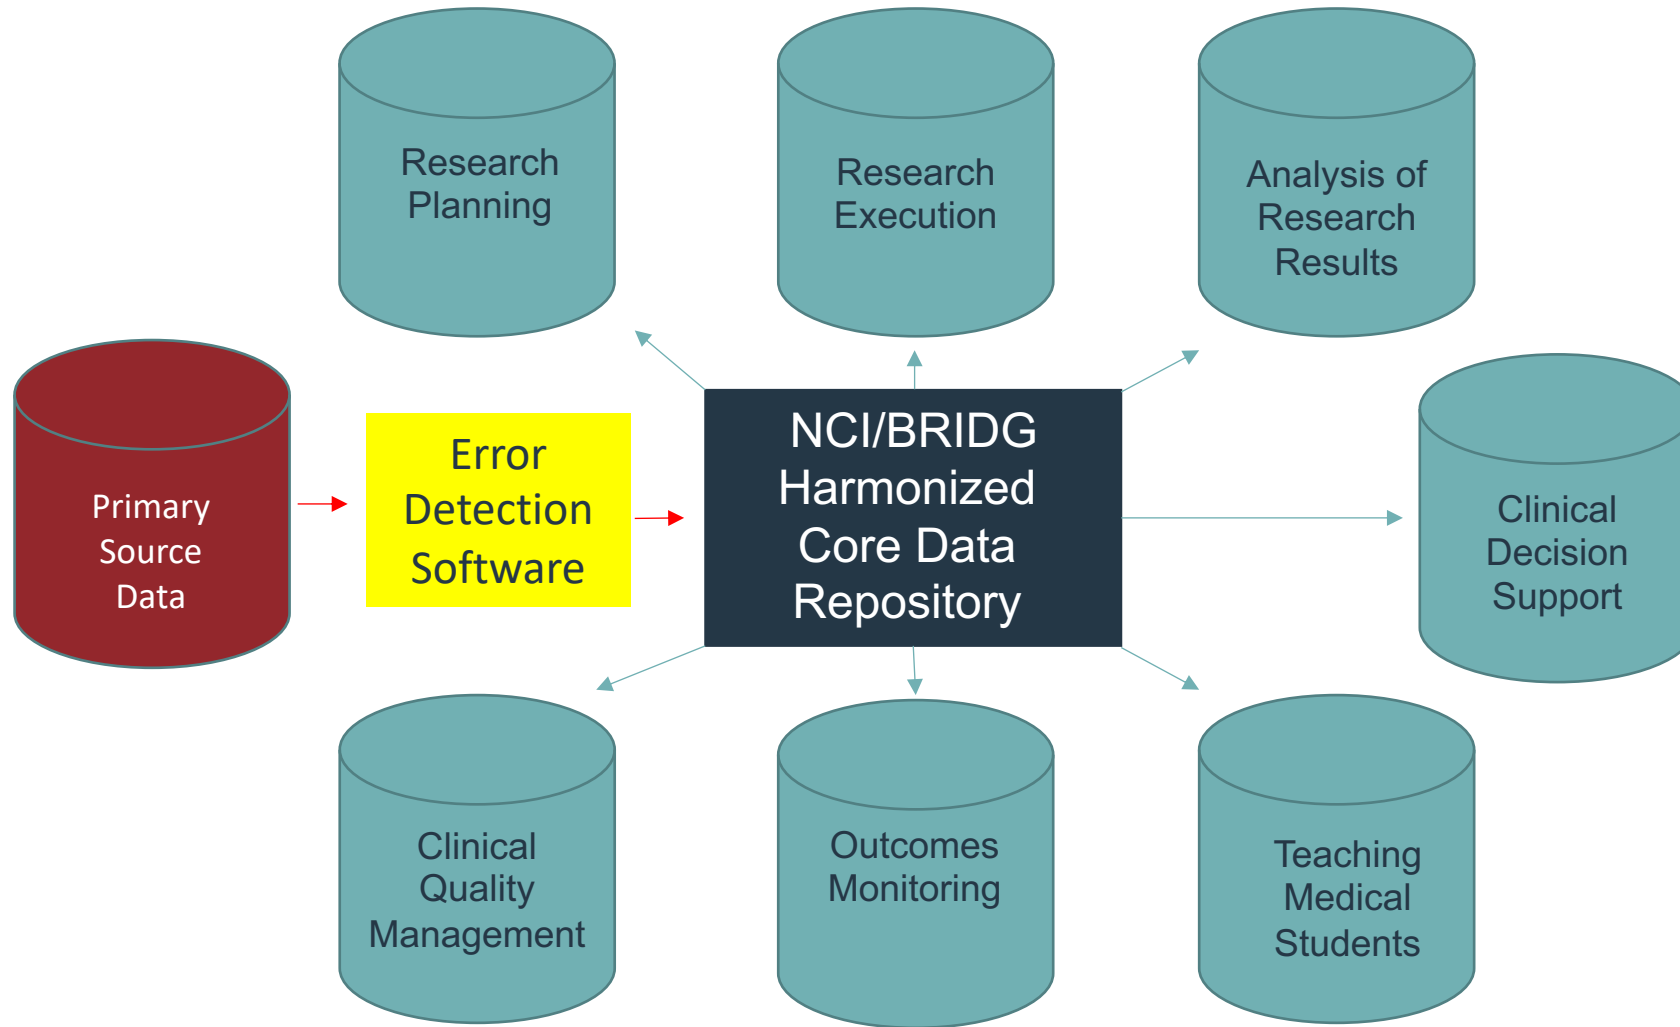 Research
Planning
Research
Execution
Analysis of
Research
Results
Primary
Source
Data
Error
Detection
Software
NCI/BRIDG
Harmonized
Core Data
Repository
Clinical
Decision
Support
Clinical
Quality
Management
Outcomes
Monitoring
Teaching
Medical
Students